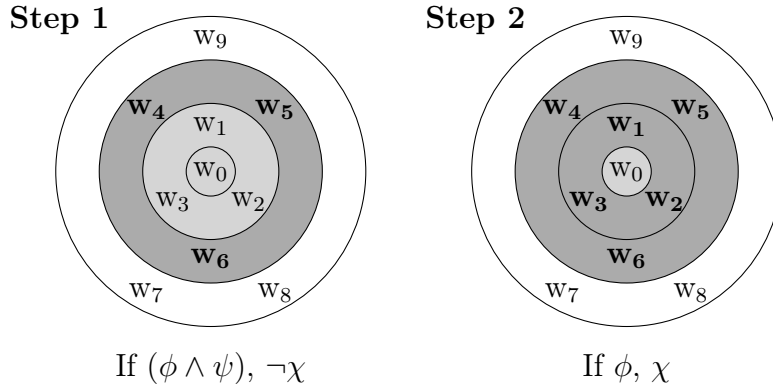 Step 1
w₉
w₄
w₅
w₁
w₀
w₃
w₂
w₆
w₇
w₈
If (ϕ ∧ ψ), ¬χ
Step 2
w₉
w₄
w₅
w₁
w₀
w₃
w₂
w₆
w₇
w₈
If ϕ, χ